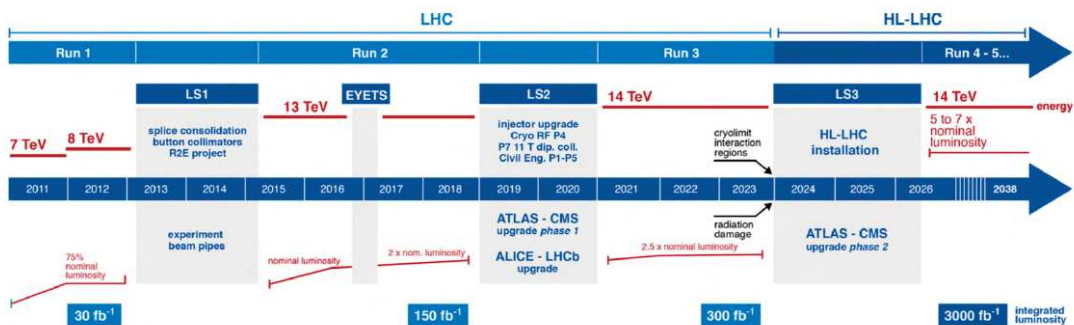 LHC
HL-LHC
Run 1
Run 2
Run 3
Run 4 - 5...
LS1
EYETS
LS2
LS3
7 TeV
8 TeV
13 TeV
14 TeV
14 TeV
energy
splice consolidation
button collimators
R2E project
injector upgrade
Cryo RF P4
P7 11 T dip. coll.
Civil Eng. P1-P5
cryolimit
interaction
regions
HL-LHC
installation
5 to 7 x
nominal
luminosity
2011 2012 2013 2014 2015 2016 2017 2018 2019 2020 2021 2022 2023 2024 2025 2026 2038
experiment
beam pipes
ATLAS - CMS
upgrade phase 1
ALICE - LHCb
upgrade
radiation
damage
ATLAS - CMS
upgrade phase 2
75%
nominal
luminosity
nominal luminosity
2 x nom. luminosity
2.5 x nominal luminosity
30 fb⁻¹
150 fb⁻¹
300 fb⁻¹
3000 fb⁻¹
integrated
luminosity